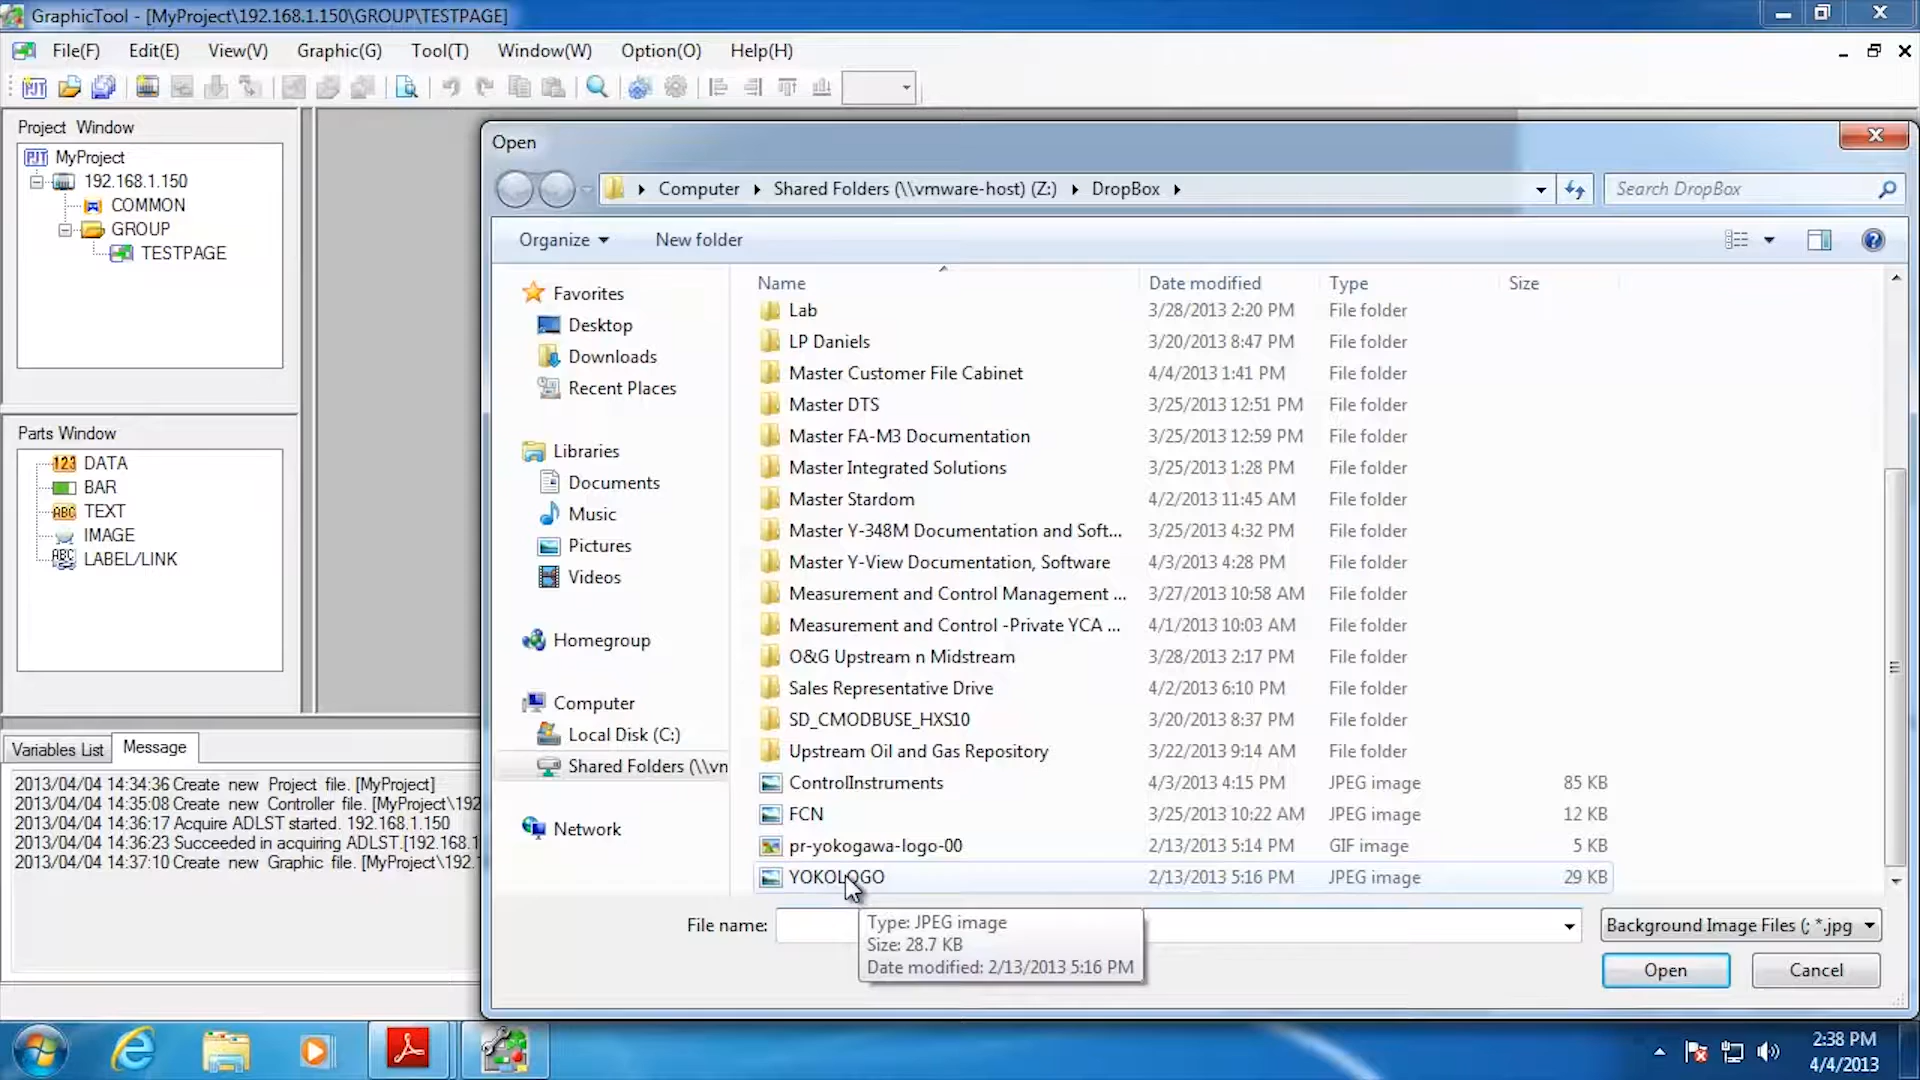 GraphicTool - [MyProject\192.168.1.150\GROUP\TESTPAGE]
File(F) Edit(E) View(V) Graphic(G) Tool(T) Window(W) Option(O) Help(H)
Project Window
PJT MyProject
192.168.1.150
COMMON
GROUP
TESTPAGE
Parts Window
123 DATA
BAR
ABC TEXT
IMAGE
ABC LABEL/LINK
Variables List Message
2013/04/04 14:34:36 Create new Project file. [MyProject]
2013/04/04 14:35:08 Create new Controller file. [MyProject\192
2013/04/04 14:36:17 Acquire ADLST started. 192.168.1.150
2013/04/04 14:36:23 Succeeded in acquiring ADLST.[192.168.1
2013/04/04 14:37:10 Create new Graphic file. [MyProject\192.
Open
Computer Shared Folders (\\vmware-host) (Z:) DropBox
Search DropBox
Organize New folder
Favorites
Desktop
Downloads
Recent Places
Libraries
Documents
Music
Pictures
Videos
Homegroup
Computer
Local Disk (C:)
Shared Folders (\\vn
Network
Name Date modified Type Size
Lab 3/28/2013 2:20 PM File folder
LP Daniels 3/20/2013 8:47 PM File folder
Master Customer File Cabinet 4/4/2013 1:41 PM File folder
Master DTS 3/25/2013 12:51 PM File folder
Master FA-M3 Documentation 3/25/2013 12:59 PM File folder
Master Integrated Solutions 3/25/2013 1:28 PM File folder
Master Stardom 4/2/2013 11:45 AM File folder
Master Y-348M Documentation and Soft... 3/25/2013 4:32 PM File folder
Master Y-View Documentation, Software 4/3/2013 4:28 PM File folder
Measurement and Control Management ... 3/27/2013 10:58 AM File folder
Measurement and Control -Private YCA ... 4/1/2013 10:03 AM File folder
O&G Upstream n Midstream 3/28/2013 2:17 PM File folder
Sales Representative Drive 4/2/2013 6:10 PM File folder
SD_CMODBUSE_HXS10 3/20/2013 8:37 PM File folder
Upstream Oil and Gas Repository 3/22/2013 9:14 AM File folder
ControlInstruments 4/3/2013 4:15 PM JPEG image 85 KB
FCN 3/25/2013 10:22 AM JPEG image 12 KB
pr-yokogawa-logo-00 2/13/2013 5:14 PM GIF image 5 KB
YOKOLOGO 2/13/2013 5:16 PM JPEG image 29 KB
File name:
Type: JPEG image
Size: 28.7 KB
Date modified: 2/13/2013 5:16 PM
Background Image Files (; *.jpg
Open Cancel
2:38 PM
4/4/2013